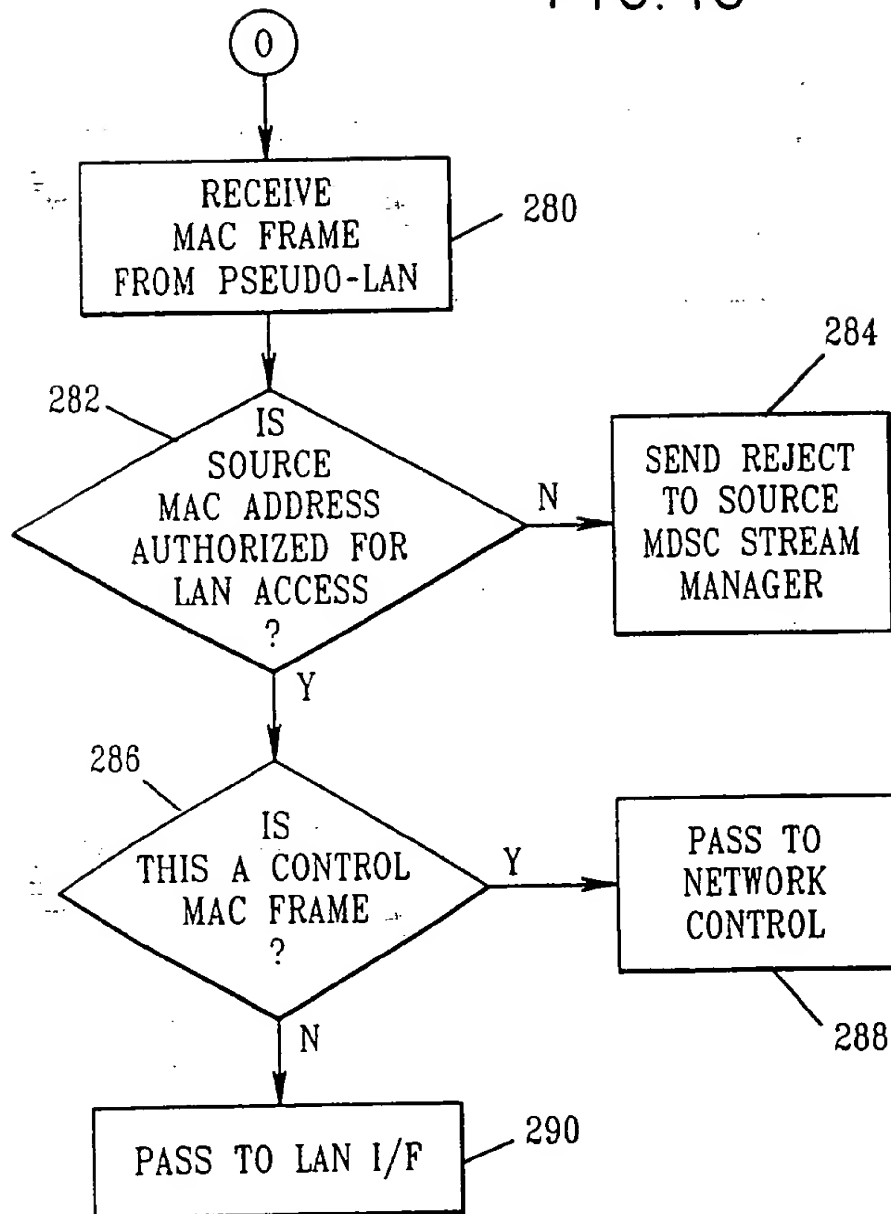 O
RECEIVE
MAC FRAME
FROM PSEUDO-LAN
280
282
IS
SOURCE
MAC ADDRESS
AUTHORIZED FOR
LAN ACCESS
?
N
Y
284
SEND REJECT
TO SOURCE
MDSC STREAM
MANAGER
286
IS
THIS A CONTROL
MAC FRAME
?
Y
N
PASS TO
NETWORK
CONTROL
288
PASS TO LAN I/F
290